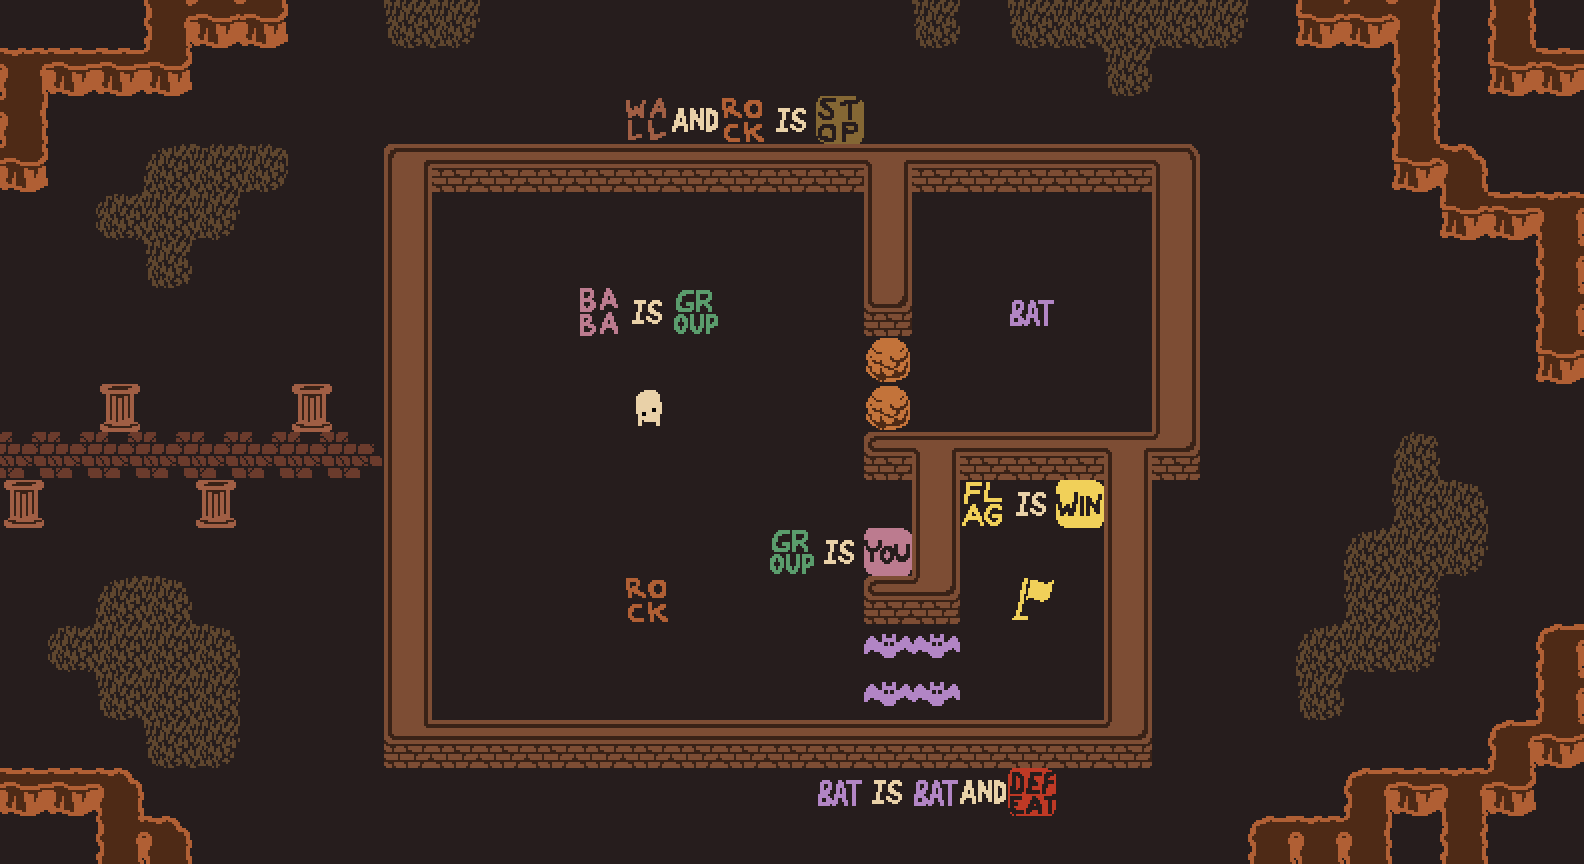 WALL AND ROCK IS STOP
BABA IS GROUP
BAT
FLAG IS WIN
GROUP IS YOU
ROCK
BAT IS BAT AND DEFEAT